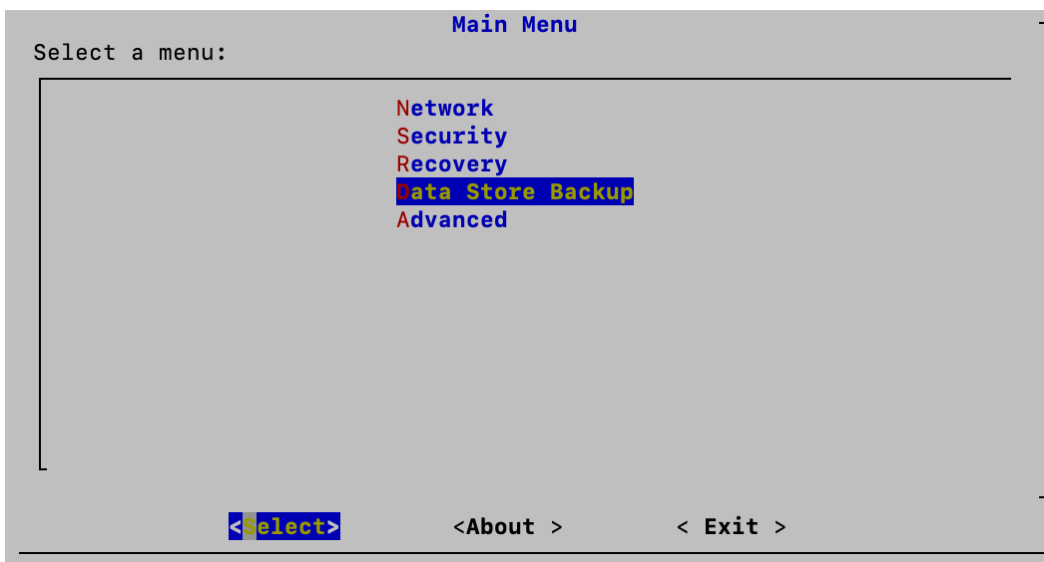 Main Menu
Select a menu:
Network
Security
Recovery
Data Store Backup
Advanced
<Select> <About > < Exit >